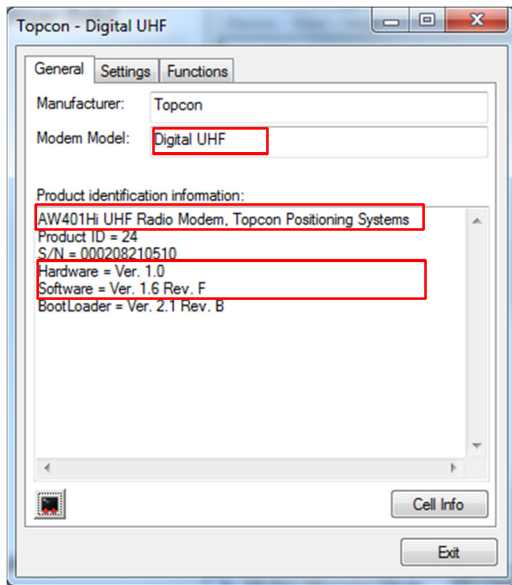 Topcon - Digital UHF
General Settings Functions
Manufacturer: Topcon
Modem Model: Digital UHF
Product identification information:
AW401Hi UHF Radio Modem, Topcon Positioning Systems
Product ID = 24
S/N = 000208210510
Hardware = Ver. 1.0
Software = Ver. 1.6 Rev. F
BootLoader = Ver. 2.1 Rev. B
Cell Info
Exit